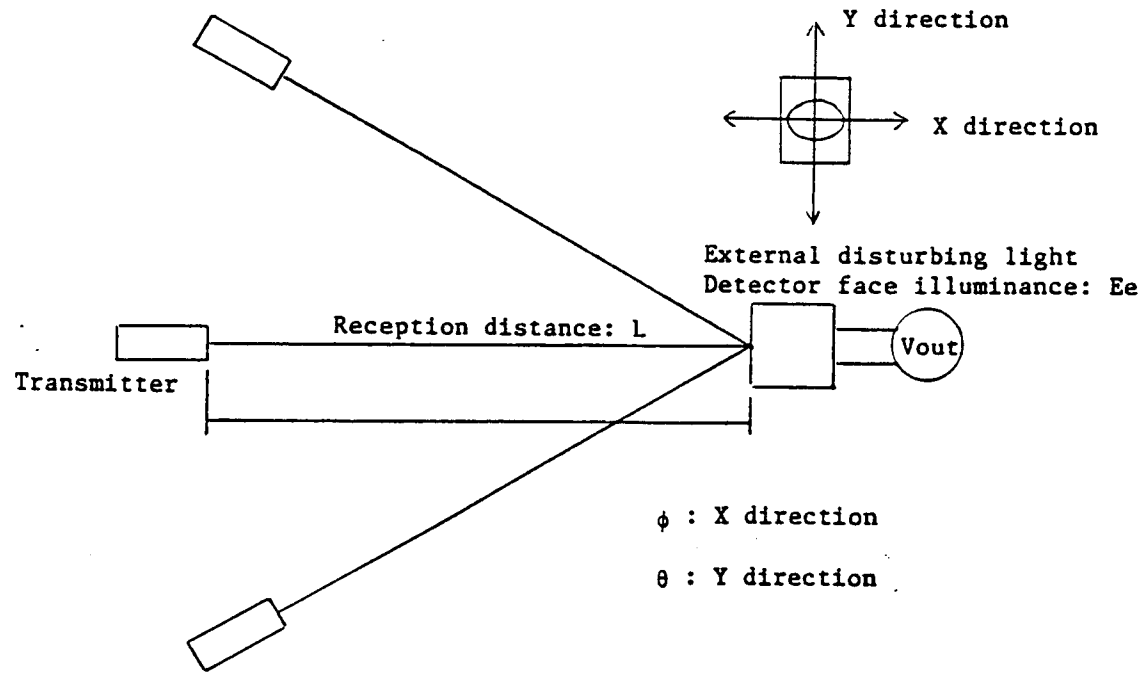 Y direction
X direction
External disturbing light
Detector face illuminance: Ee
Reception distance: L
Vout
Transmitter
φ : X direction
θ : Y direction